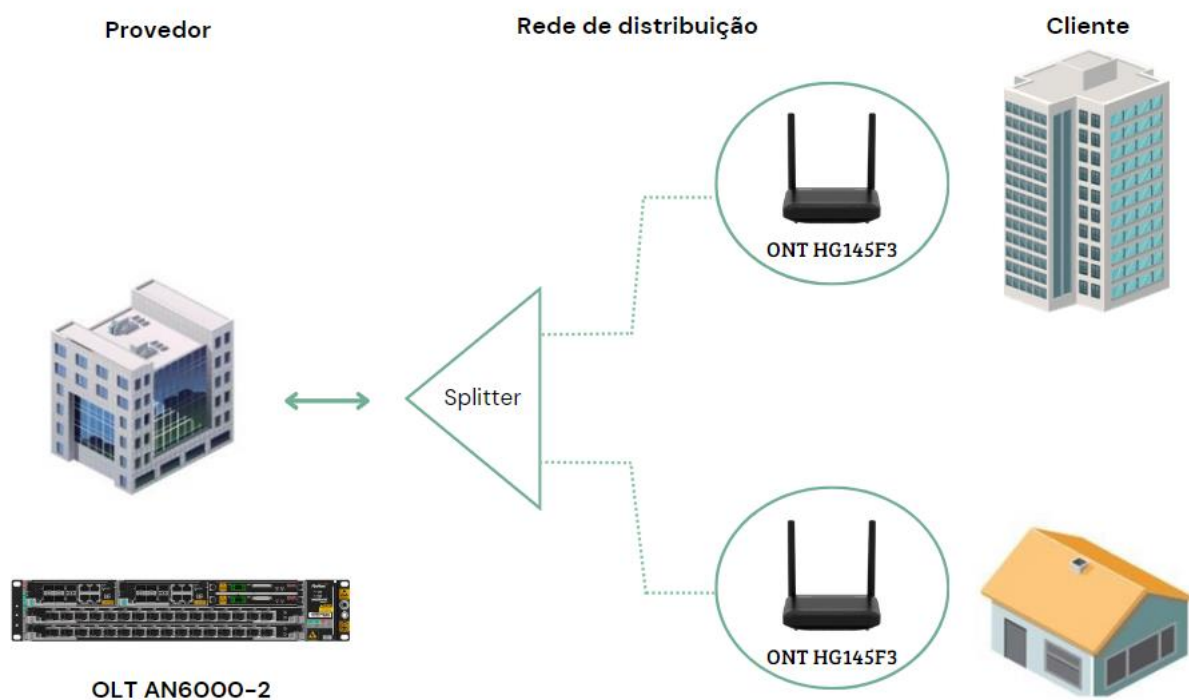 Provedor
Rede de distribuição
Cliente
ONT HG145F3
Splitter
ONT HG145F3
OLT AN6000-2